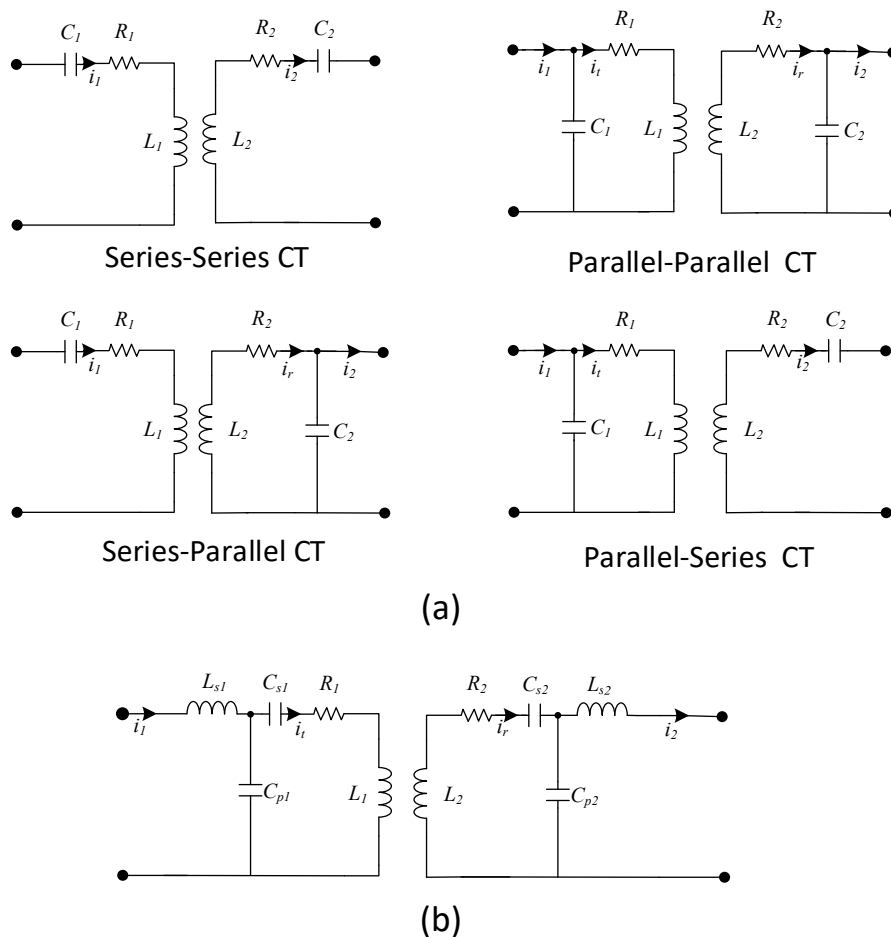 C1 R1 R2 C2
i1 i2
L1 L2
Series-Series CT
R1 R2
i1 it ir i2
C1 L1 L2 C2
Parallel-Parallel CT
C1 R1 R2
i1 ir i2
L1 L2 C2
Series-Parallel CT
R1 R2 C2
i1 it i2
C1 L1 L2
Parallel-Series CT
(a)
Ls1 Cs1 R1 R2 Cs2 Ls2
i1 it ir i2
Cp1 L1 L2 Cp2
(b)